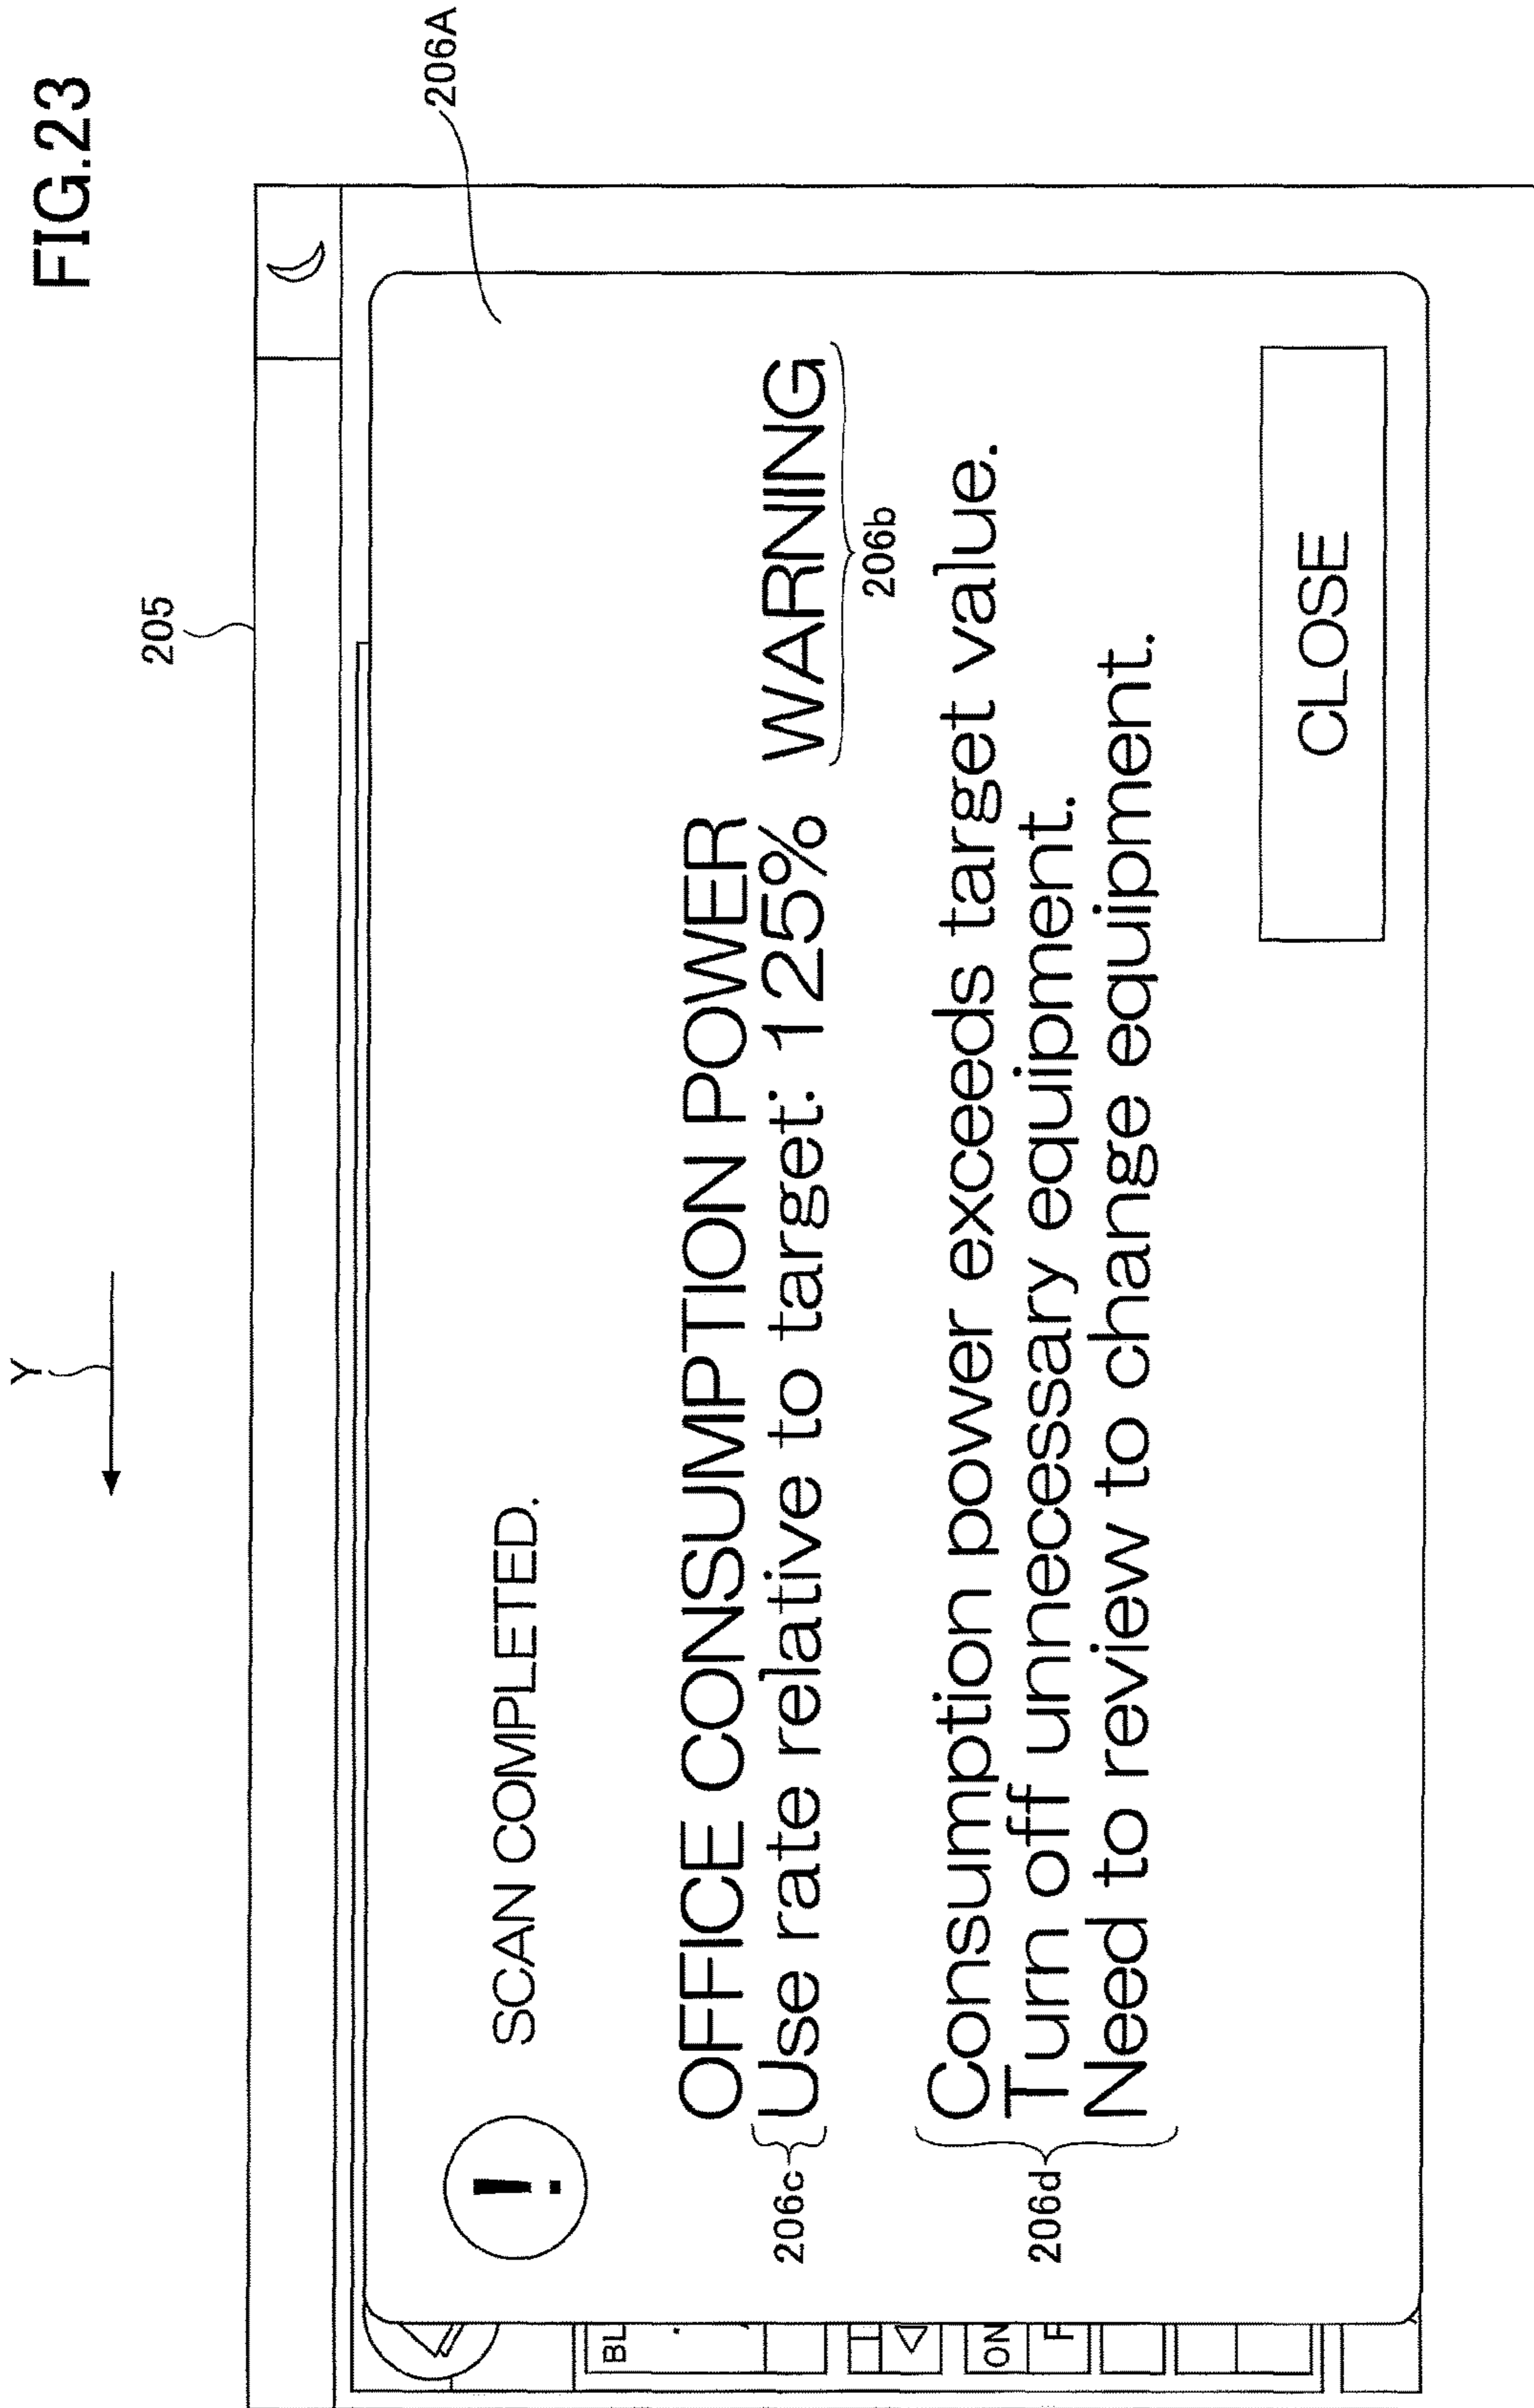 FIG.23
Y
205
206A
SCAN COMPLETED.
OFFICE CONSUMPTION POWER
Use rate relative to target: 125% WARNING
206c
206b
Consumption power exceeds target value.
Turn off unnecessary equipment.
Need to review to change equipment.
206d
CLOSE
BL
ON